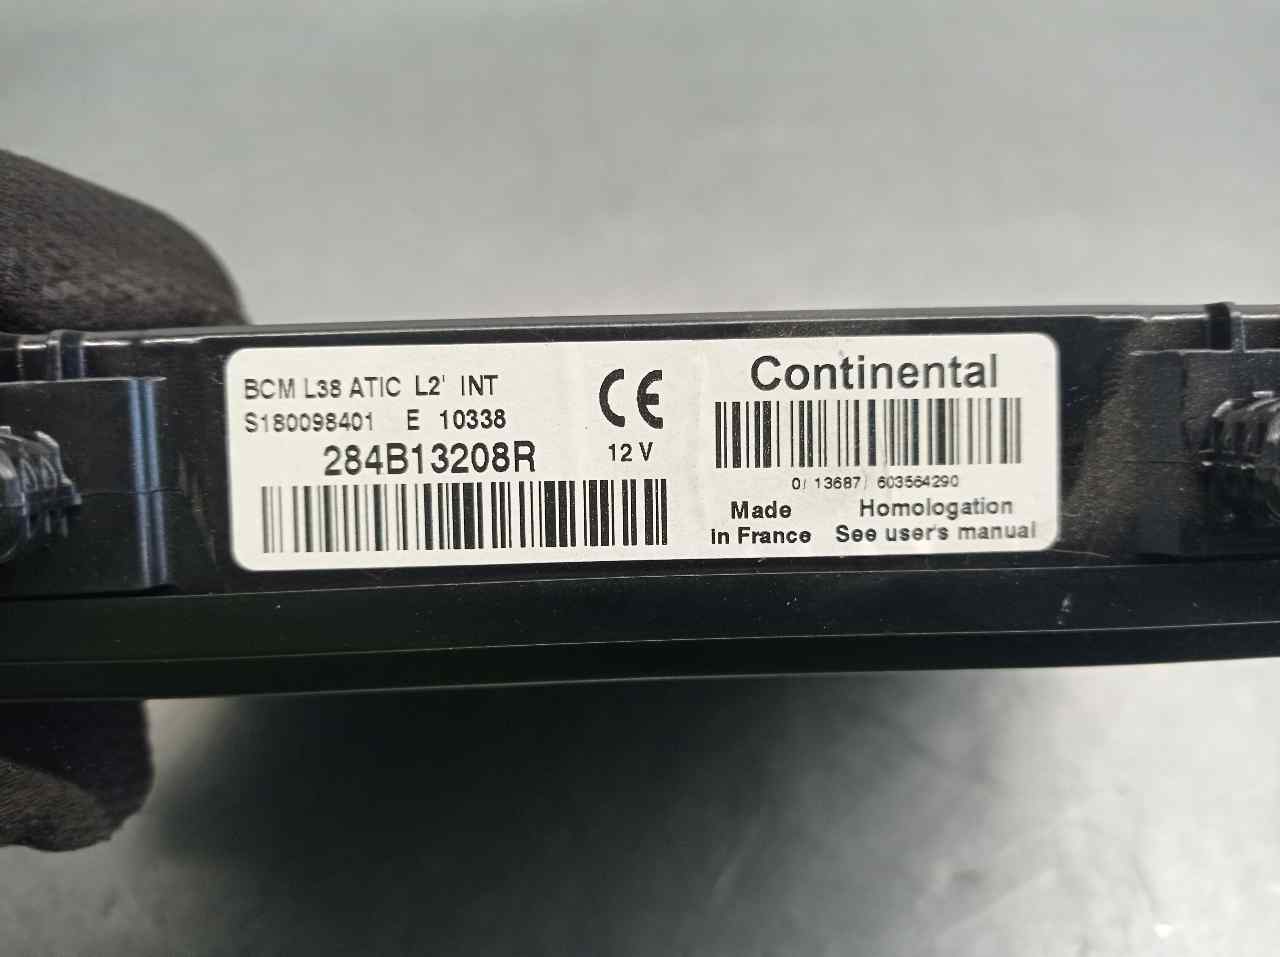 BCM L38 ATIC L2' INT
S180098401 E 10338
284B13208R
CE
12 V
Continental
0/ 13687/ 603564290
Made
in France
Homologation
See user's manual